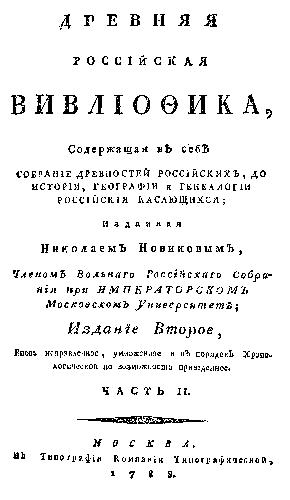 ДРЕВНЯЯ
РОССІЙСКАЯ
ВИВЛІОѲИКА,
Содержащая въ себѣ
СОБРАНІЕ ДРЕВНОСТЕЙ РОССІЙСКИХЪ, ДО
ИСТОРІИ, ГЕОГРАФІИ и ГЕНЕАЛОГІИ
РОССІЙСКІЯ КАСАЮЩИХСЯ;
Изданная
Николаемъ Новиковымъ,
Членомъ Вольнаго Россійскаго Собра-
нія при ИМПЕРАТОРСКОМЪ
Московскомъ Университетѣ;
Изданіе Второе,
Вновь исправленное, умноженное и въ порядокъ Хроно-
логической по возможности приведенное.
ЧАСТЬ II.
МОСКВА,
Въ Типографіи Компаніи Типографической,
1788.